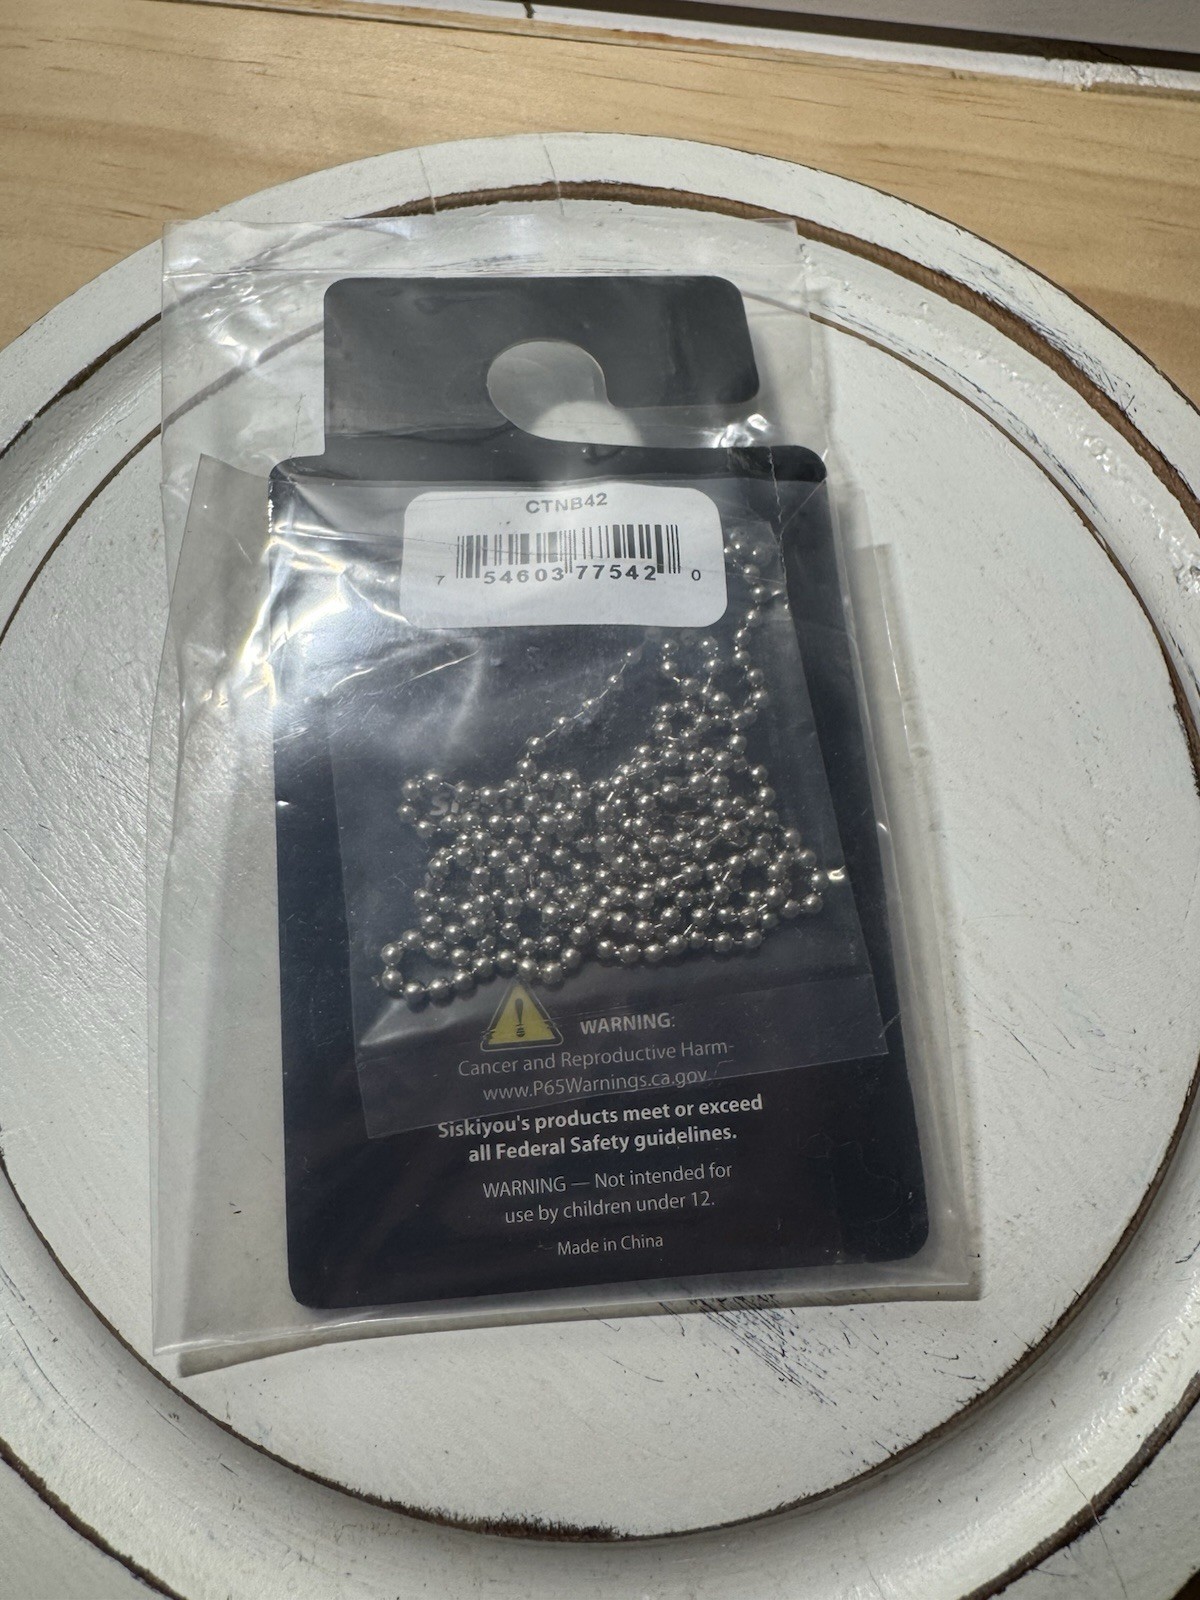 CTNB42
7 54603 77542 0
WARNING:
Cancer and Reproductive Harm-
www.P65Warnings.ca.gov
Siskiyou's products meet or exceed
all Federal Safety guidelines.
WARNING — Not intended for
use by children under 12.
Made in China